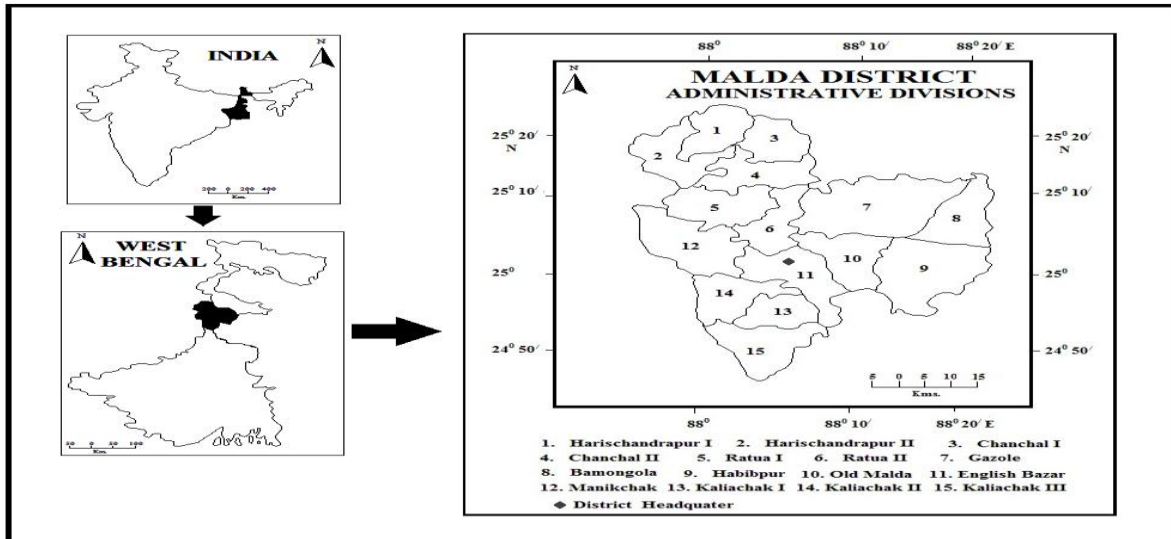 N
INDIA
200 0 200 400
Km.
N
WEST
BENGAL
50 0 50 100
Km.
88° 88° 10′ 88° 20′ E
N
MALDA DISTRICT
ADMINISTRATIVE DIVISIONS
25° 20′ 25° 20′
N N
25° 10′ 25° 10′
25° 25°
24° 50′ 24° 50′
1
2
3
4
5
6
7
8
9
10
11
12
13
14
15
5 0 5 10 15
Kms.
88° 88° 10′ 88° 20′ E
1. Harischandrapur I 2. Harischandrapur II 3. Chanchal I
4. Chanchal II 5. Ratua I 6. Ratua II 7. Gazole
8. Bamongola 9. Habibpur 10. Old Malda 11. English Bazar
12. Manikchak 13. Kaliachak I 14. Kaliachak II 15. Kaliachak III
District Headquater